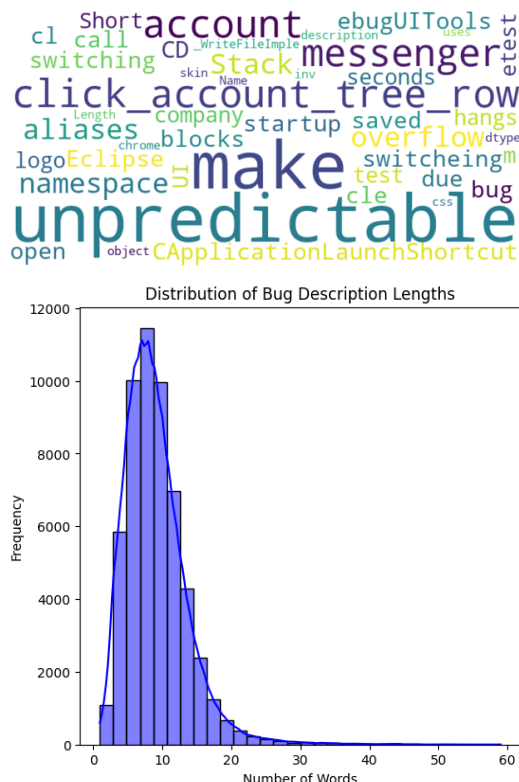 Short account ebugUITools uses
cl call CD _WriteFileImple description messenger etest
switching Stack skin Name inv seconds
click_account_tree_row
Length company startup saved hangs
aliases chrome blocks overflow dtype
logo Eclipse make switcheing m
namespace UI test due bug
unpredictable cle css
open object CApplicationLaunchShortcut
Distribution of Bug Description Lengths
12000
10000
8000
6000
4000
2000
0
Frequency
0 10 20 30 40 50 60
Number of Words